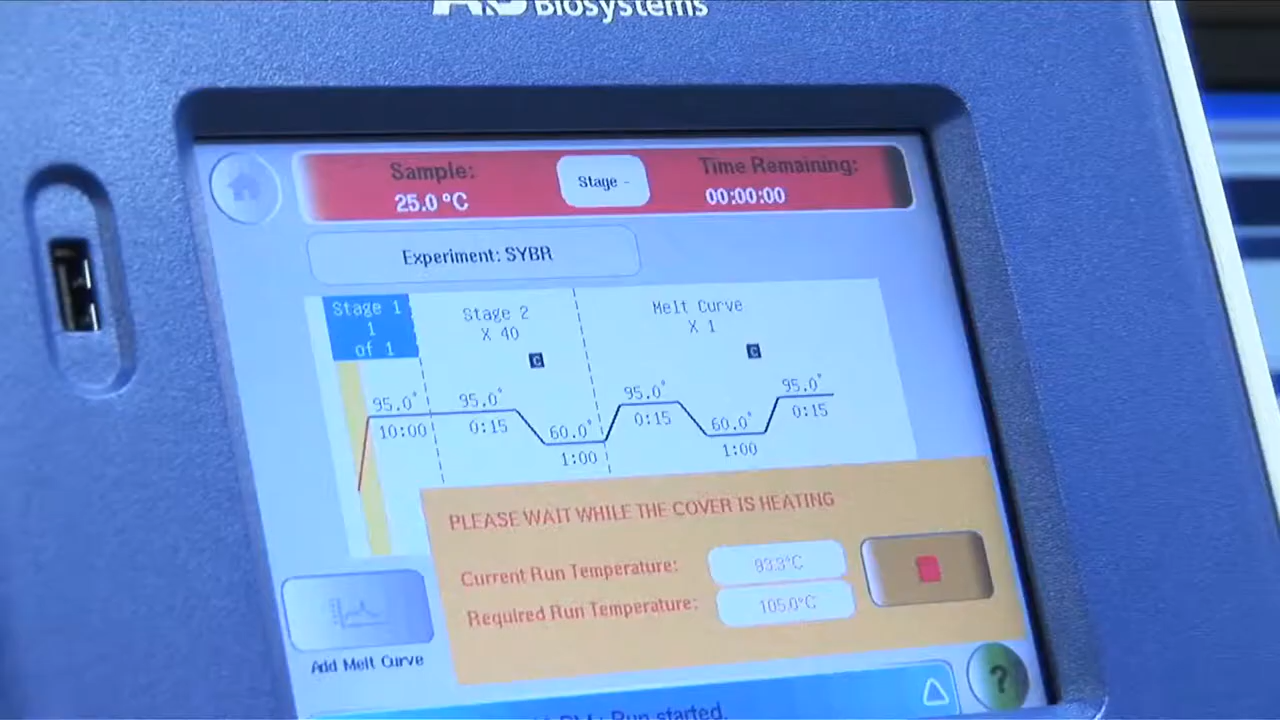 Biosystems
Sample:
25.0 °C
Stage -
Time Remaining:
00:00:00
Experiment: SYBR
Stage 1
1
of 1
Stage 2
X 40
Melt Curve
X 1
C
C
95.0°
10:00
95.0°
0:15
60.0°
1:00
95.0°
0:15
60.0°
1:00
95.0°
0:15
PLEASE WAIT WHILE THE COVER IS HEATING
Current Run Temperature:
93.3°C
Required Run Temperature:
105.0°C
Add Melt Curve
?
Run started.